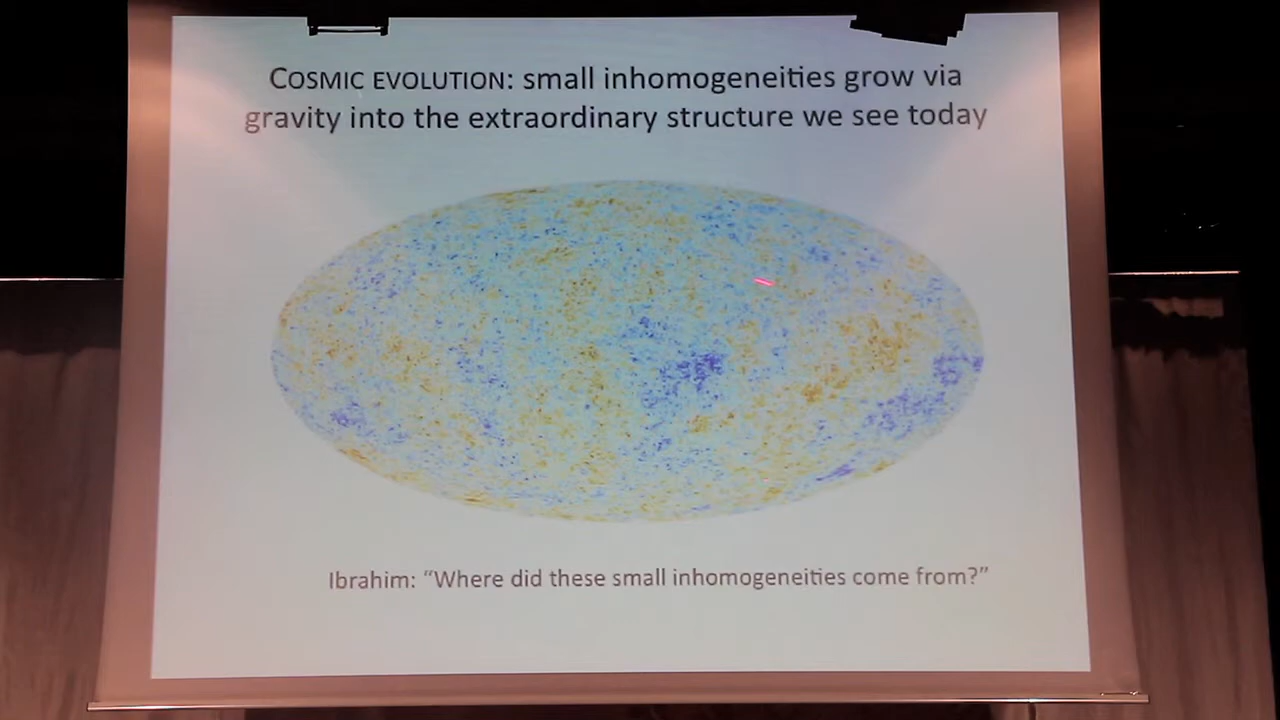 COSMIC EVOLUTION: small inhomogeneities grow via
gravity into the extraordinary structure we see today
Ibrahim: “Where did these small inhomogeneities come from?”